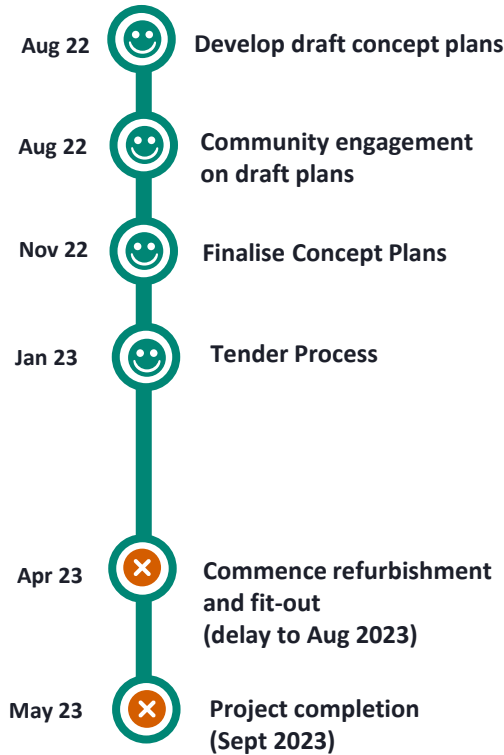 Aug 22 Develop draft concept plans
Aug 22 Community engagement
on draft plans
Nov 22 Finalise Concept Plans
Jan 23 Tender Process
Apr 23 Commence refurbishment
and fit-out
(delay to Aug 2023)
May 23 Project completion
(Sept 2023)